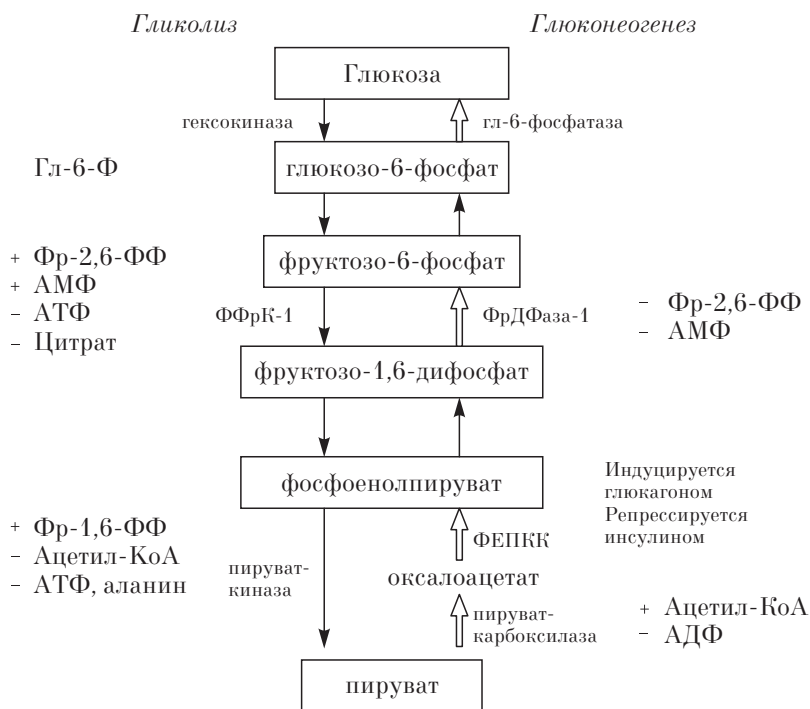 Гликолиз
Глюконеогенез
Глюкоза
гексокиназа
гл-6-фосфатаза
Гл-6-Ф
глюкозо-6-фосфат
+ Фр-2,6-ФФ
+ АМФ
– АТФ
– Цитрат
фруктозо-6-фосфат
ФФрК-1
ФрДФаза-1
– Фр-2,6-ФФ
– АМФ
фруктозо-1,6-дифосфат
фосфоенолпируват
Индуцируется
глюкагоном
Репрессируется
инсулином
+ Фр-1,6-ФФ
– Ацетил-КоА
– АТФ, аланин
пируват-
киназа
ФЕПКК
оксалоацетат
пируват-
карбоксилаза
+ Ацетил-КоА
– АДФ
пируват